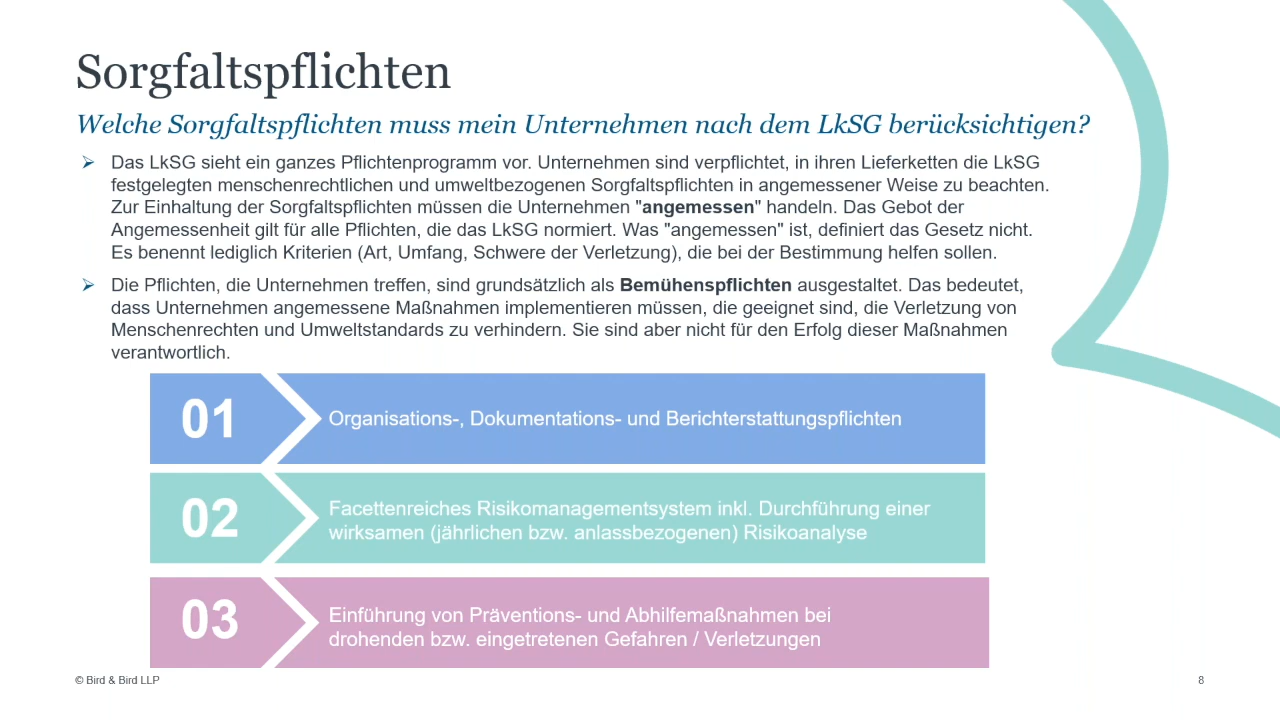 Sorgfaltspflichten
Welche Sorgfaltspflichten muss mein Unternehmen nach dem LkSG berücksichtigen?
➢ Das LkSG sieht ein ganzes Pflichtenprogramm vor. Unternehmen sind verpflichtet, in ihren Lieferketten die LkSG
festgelegten menschenrechtlichen und umweltbezogenen Sorgfaltspflichten in angemessener Weise zu beachten.
Zur Einhaltung der Sorgfaltspflichten müssen die Unternehmen "angemessen" handeln. Das Gebot der
Angemessenheit gilt für alle Pflichten, die das LkSG normiert. Was "angemessen" ist, definiert das Gesetz nicht.
Es benennt lediglich Kriterien (Art, Umfang, Schwere der Verletzung), die bei der Bestimmung helfen sollen.
➢ Die Pflichten, die Unternehmen treffen, sind grundsätzlich als Bemühenspflichten ausgestaltet. Das bedeutet,
dass Unternehmen angemessene Maßnahmen implementieren müssen, die geeignet sind, die Verletzung von
Menschenrechten und Umweltstandards zu verhindern. Sie sind aber nicht für den Erfolg dieser Maßnahmen
verantwortlich.
01
Organisations-, Dokumentations- und Berichterstattungspflichten
02
Facettenreiches Risikomanagementsystem inkl. Durchführung einer
wirksamen (jährlichen bzw. anlassbezogenen) Risikoanalyse
03
Einführung von Präventions- und Abhilfemaßnahmen bei
drohenden bzw. eingetretenen Gefahren / Verletzungen
© Bird & Bird LLP
8